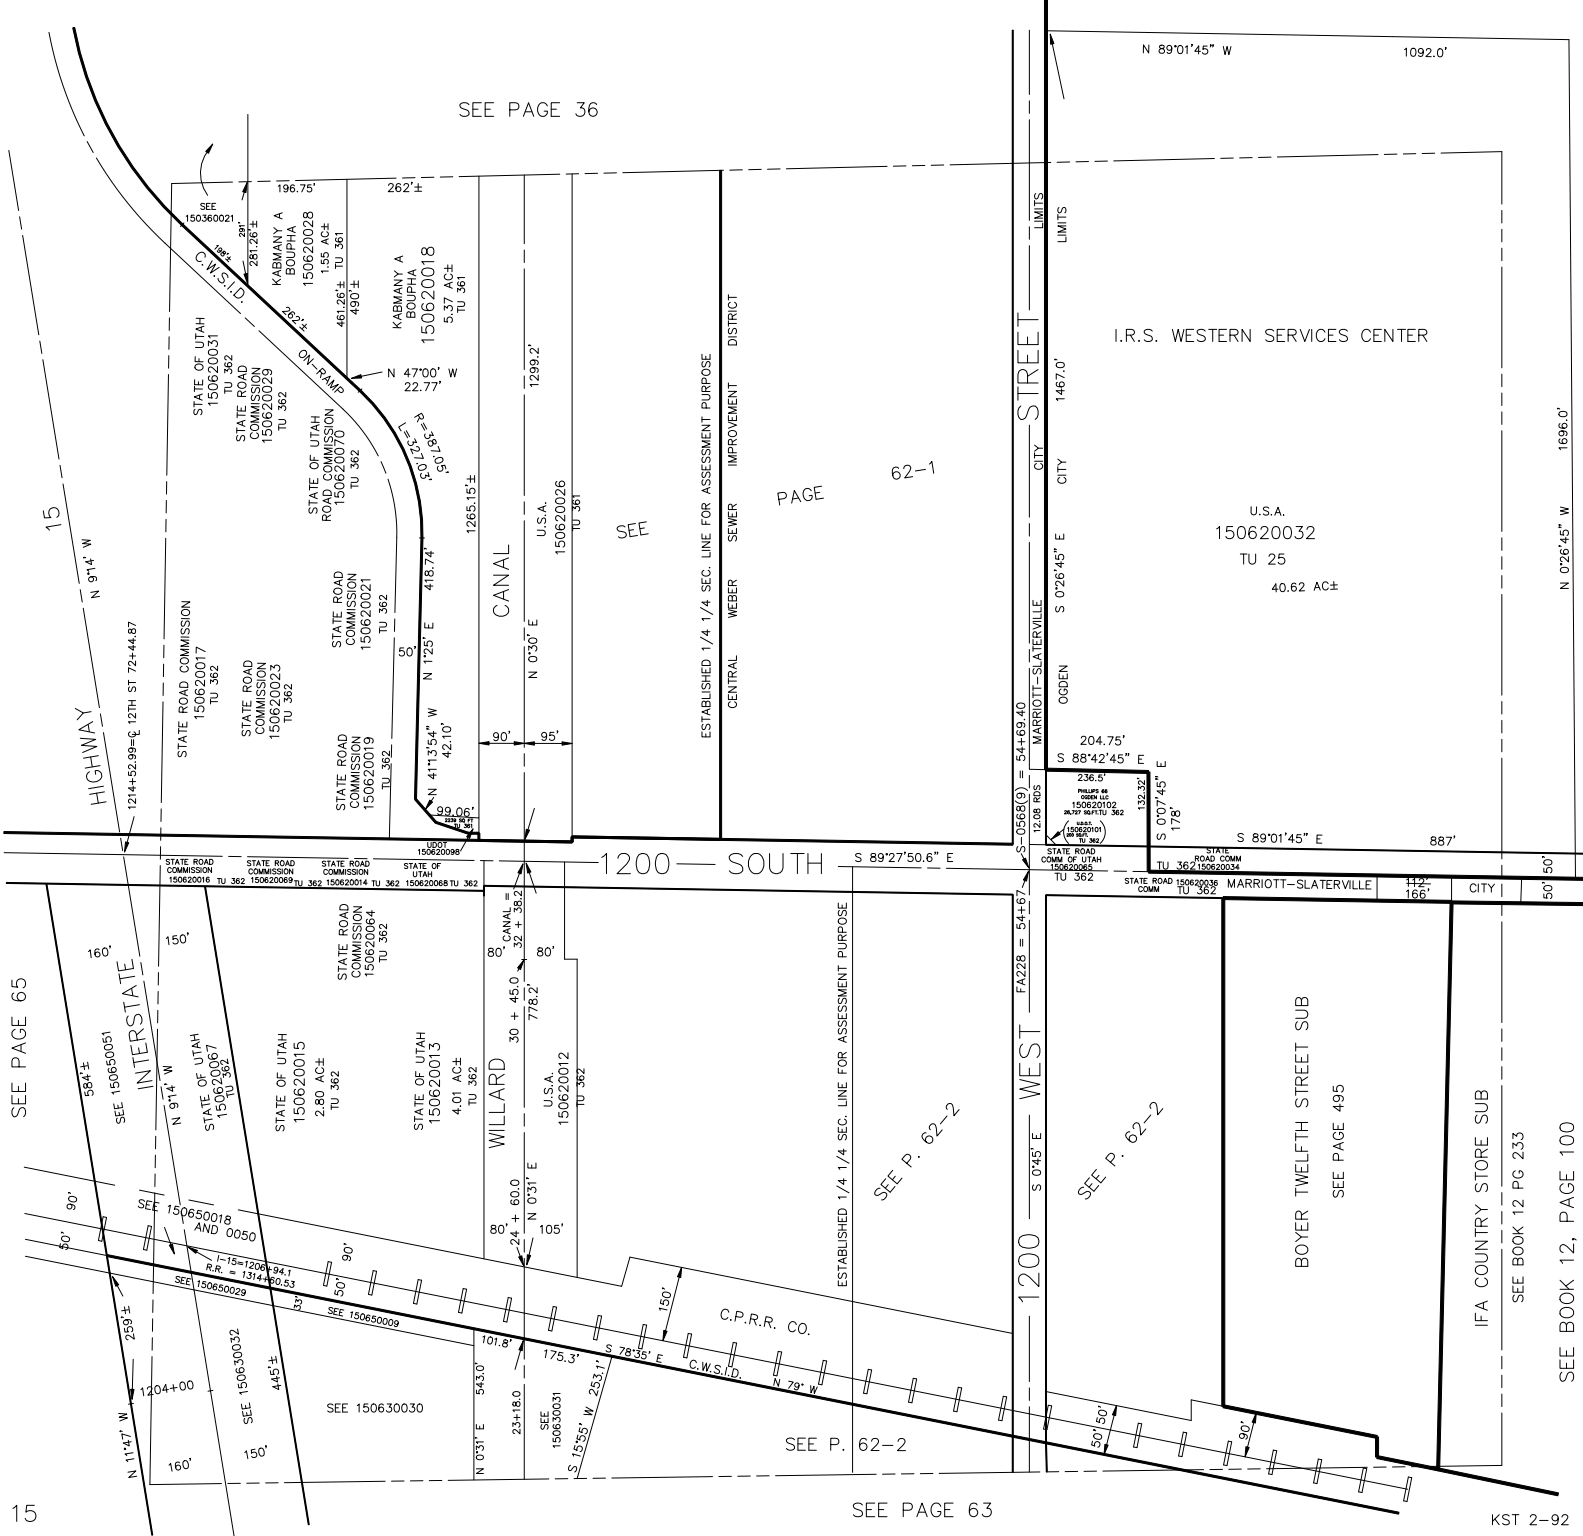 N 89°01'45" W
1092.0'
SEE PAGE 36
SEE
150360021
291'
281.26'±
196.75'
262'±
KABMANY A
BOUPHA
150620028
1.55 AC±
TU 361
461.26'±
490'±
KABMANY A
BOUPHA
150620018
5.37 AC±
TU 361
198'±
C.W.S.I.D.
262'±
ON-RAMP
N 47°00' W
22.77'
R=387.05'
L=327.03'
STATE OF UTAH
150620031
TU 362
STATE ROAD
COMMISSION
150620029
TU 362
STATE OF UTAH
ROAD COMMISSION
150620070
TU 362
1299.2'
1265.15'±
U.S.A.
150620026
TU 361
CANAL
SEE
PAGE
62-1
ESTABLISHED 1/4 1/4 SEC. LINE FOR ASSESSMENT PURPOSE
CENTRAL WEBER SEWER IMPROVEMENT DISTRICT
STREET
MARRIOTT-SLATERVILLE CITY LIMITS
OGDEN CITY LIMITS
S 0°26'45" E
1467.0'
I.R.S. WESTERN SERVICES CENTER
U.S.A.
150620032
TU 25
40.62 AC±
1696.0'
N 0°26'45" W
15
N 9°14' W
HIGHWAY
1214+52.99=℄ 12TH ST 72+44.87
STATE ROAD COMMISSION
150620017
TU 362
STATE ROAD
COMMISSION
150620023
TU 362
STATE ROAD
COMMISSION
150620021
TU 362
STATE ROAD
COMMISSION
150620019
TU 362
50'
418.74'
N 1°25' E
N 41°13'54" W
42.10'
99.06'
2239 SQ FT
TU 361
UDOT
150620098
N 0°30' E
90'
95'
S-0568(9) = 54+69.40
12.08 RDS
204.75'
S 88°42'45" E
236.5'
PHILLIPS 66
OGDEN LLC
150620102
26,727 SQ.FT. TU 362
U.D.O.T.
150620101
TU 362
132.32'
S 0°07'45" E
178'
S 89°01'45" E
887'
STATE ROAD
COMMISSION
150620016 TU 362
STATE ROAD
COMMISSION
150620069 TU 362
STATE ROAD
COMMISSION
150620014 TU 362
STATE OF
UTAH
150620068 TU 362
1200 SOUTH
S 89°27'50.6" E
STATE ROAD
COMM OF UTAH
150620065
TU 362
STATE
ROAD COMM
150620034
TU 362
STATE ROAD
COMM
150620036
TU 362
MARRIOTT-SLATERVILLE
112'
166'
CITY
50' 50'
160'
150'
STATE ROAD
COMMISSION
150620064
TU 362
CANAL =
32 + 38.2
80'
80'
30 + 45.0
778.2'
FA228 = 54+67
ESTABLISHED 1/4 1/4 SEC. LINE FOR ASSESSMENT PURPOSE
SEE PAGE 65
584'±
SEE 150650051
INTERSTATE
N 9°14' W
STATE OF UTAH
150620067
TU 362
STATE OF UTAH
150620015
2.80 AC±
TU 362
STATE OF UTAH
150620013
4.01 AC±
TU 362
WILLARD
U.S.A.
150620012
TU 362
24 + 60.0
N 0°31' E
80'
105'
SEE P. 62-2
1200 WEST
S 0°45' E
SEE P. 62-2
BOYER TWELFTH STREET SUB
SEE PAGE 495
IFA COUNTRY STORE SUB
SEE BOOK 12 PG 233
SEE BOOK 12, PAGE 100
90'
50'
SEE 150650018
AND 0050
I-15=1206+94.1
R.R. = 1314+60.53
SEE 150650029
90'
50'
33'
SEE 150650009
150'
C.P.R.R. CO.
101.8'
175.3'
S 78°35' E
C.W.S.I.D.
N 79° W
259'±
N 11°47' W
1204+00
160'
150'
SEE 150630032
445'±
SEE 150630030
N 0°31' E 543.0'
23+18.0
SEE
150630031
S 15°55' W 253.1'
SEE P. 62-2
50' 50'
90'
15
SEE PAGE 63
KST 2-92